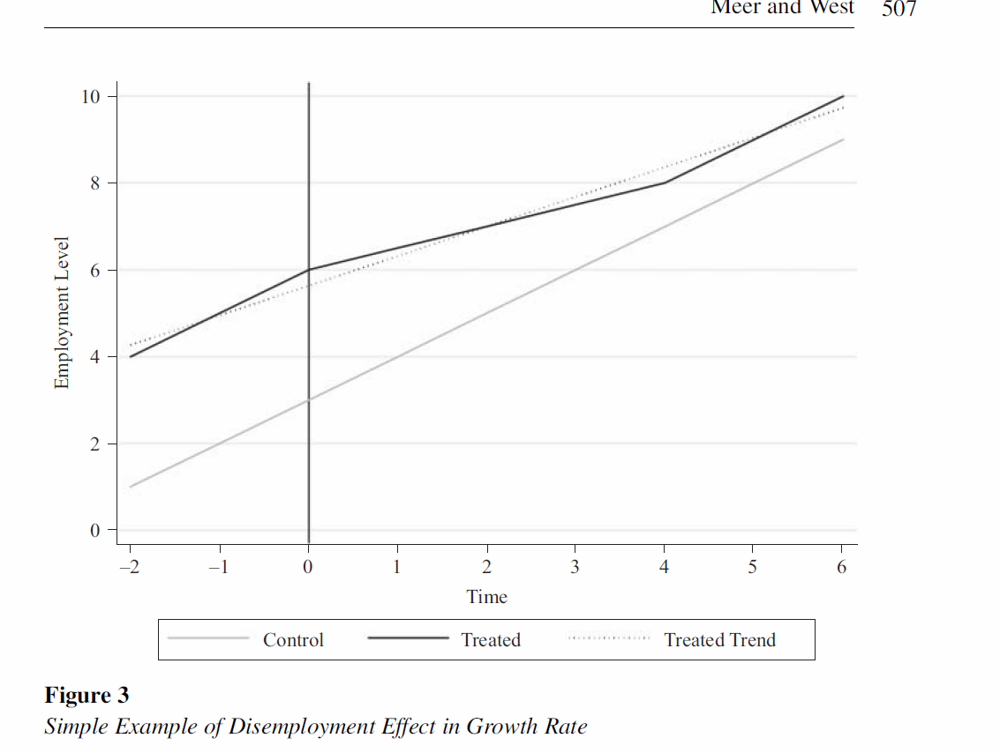 Meer and West 507
10
8
6
4
2
0
Employment Level
–2 –1 0 1 2 3 4 5 6
Time
Control Treated Treated Trend
Figure 3
Simple Example of Disemployment Effect in Growth Rate